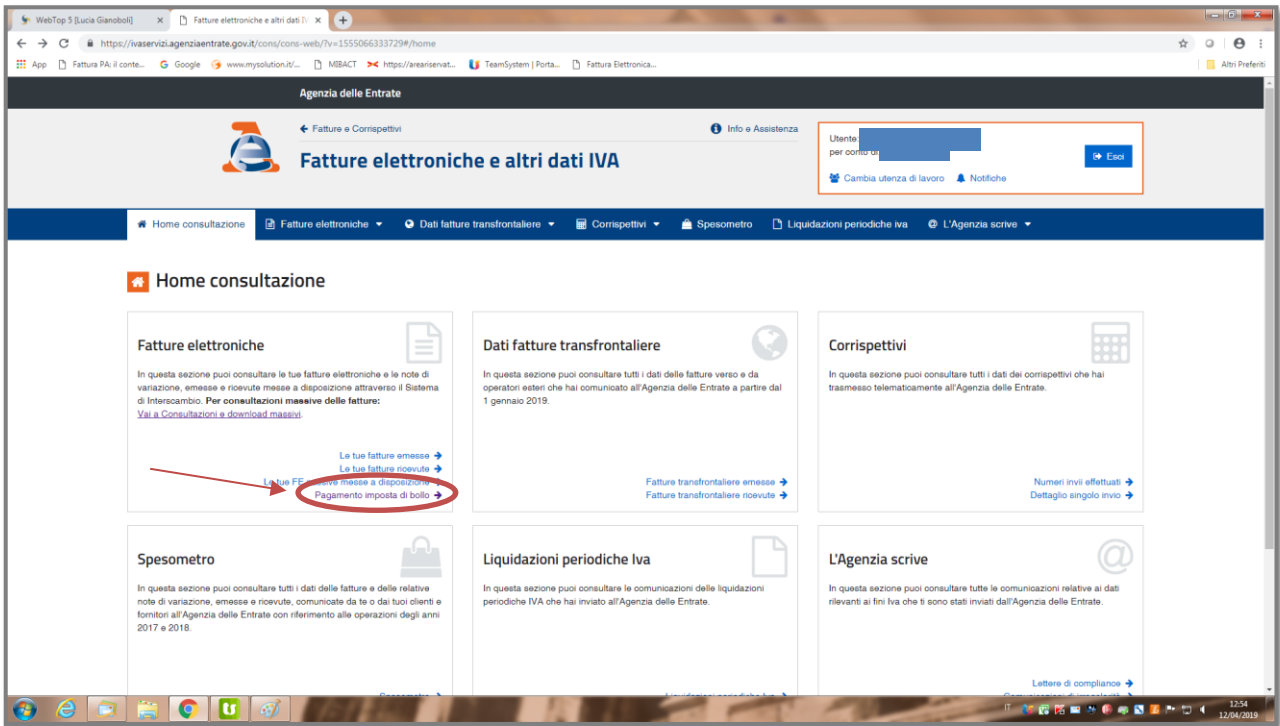 WebTop 5 [Lucia Gianoboli]
Fatture elettroniche e altri dati IV
https://ivaservizi.agenziaentrate.gov.it/cons/cons-web/?v=1555066333729#/home
App
Fattura PA: il conte...
Google
www.mysolution.it/...
MIBACT
https://areariservat...
TeamSystem | Porta...
Fattura Elettronica...
Altri Preferiti
Agenzia delle Entrate
Fatture e Corrispettivi
Info e Assistenza
Fatture elettroniche e altri dati IVA
Utente:
per conto di
Esci
Cambia utenza di lavoro
Notifiche
Home consultazione
Fatture elettroniche
Dati fatture transfrontaliere
Corrispettivi
Spesometro
Liquidazioni periodiche iva
L'Agenzia scrive
Home consultazione
Fatture elettroniche
In questa sezione puoi consultare le tue fatture elettroniche e le note di
variazione, emesse e ricevute messe a disposizione attraverso il Sistema
di Interscambio. Per consultazioni massive delle fatture:
Vai a Consultazioni e download massivi.
Le tue fatture emesse
Le tue fatture ricevute
Le tue FE passive messe a disposizione
Pagamento imposta di bollo
Dati fatture transfrontaliere
In questa sezione puoi consultare tutti i dati delle fatture verso e da
operatori esteri che hai comunicato all'Agenzia delle Entrate a partire dal
1 gennaio 2019.
Fatture transfrontaliere emesse
Fatture transfrontaliere ricevute
Corrispettivi
In questa sezione puoi consultare tutti i dati dei corrispettivi che hai
trasmesso telematicamente all'Agenzia delle Entrate.
Numeri invii effettuati
Dettaglio singolo invio
Spesometro
In questa sezione puoi consultare tutti i dati delle fatture e delle relative
note di variazione, emesse e ricevute, comunicate da te o dai tuoi clienti e
fornitori all'Agenzia delle Entrate con riferimento alle operazioni degli anni
2017 e 2018.
Spesometro
Liquidazioni periodiche Iva
In questa sezione puoi consultare le comunicazioni delle liquidazioni
periodiche IVA che hai inviato all'Agenzia delle Entrate.
Liquidazioni periodiche Iva
L'Agenzia scrive
In questa sezione puoi consultare tutte le comunicazioni relative ai dati
rilevanti ai fini Iva che ti sono stati inviati dall'Agenzia delle Entrate.
Lettere di compliance
Comunicazioni di irregolarità
IT
12:54
12/04/2019